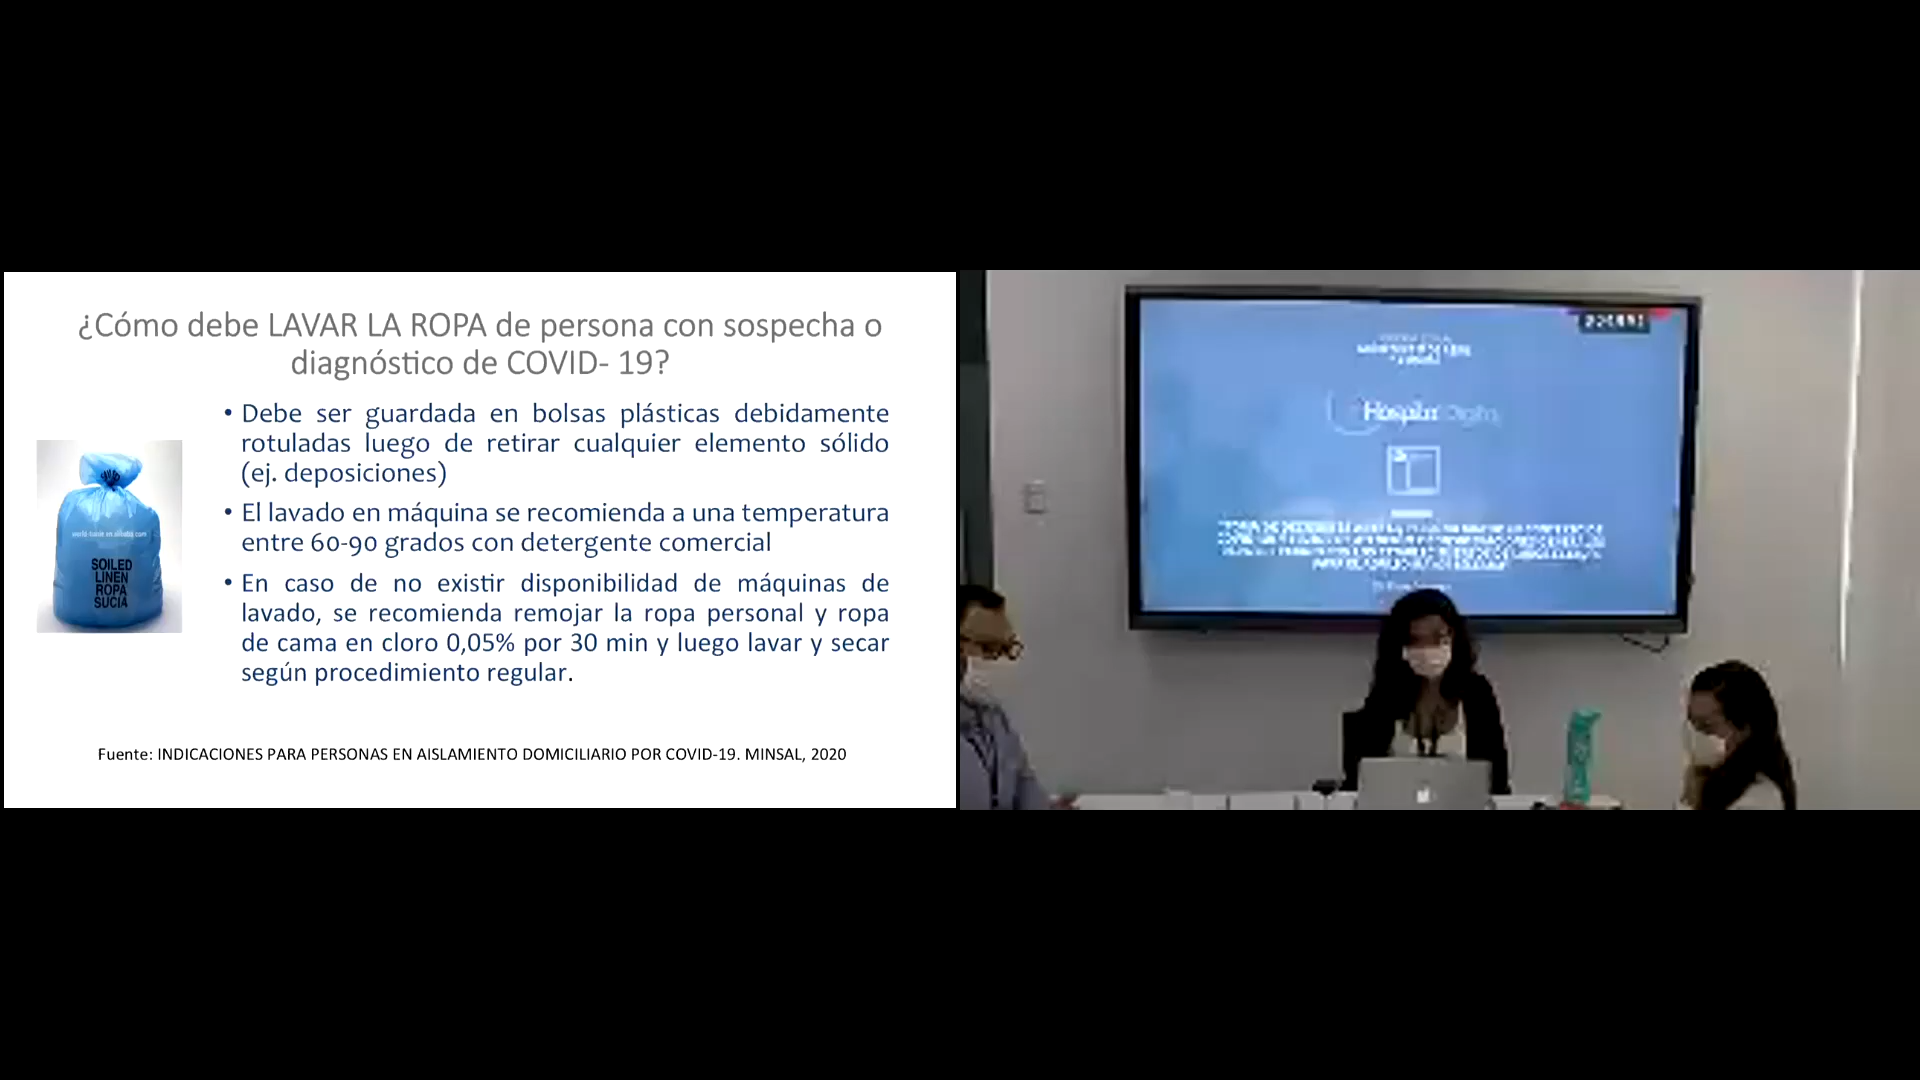 ¿Cómo debe LAVAR LA ROPA de persona con sospecha o
diagnóstico de COVID- 19?
• Debe ser guardada en bolsas plásticas debidamente
rotuladas luego de retirar cualquier elemento sólido
(ej. deposiciones)
• El lavado en máquina se recomienda a una temperatura
entre 60-90 grados con detergente comercial
• En caso de no existir disponibilidad de máquinas de
lavado, se recomienda remojar la ropa personal y ropa
de cama en cloro 0,05% por 30 min y luego lavar y secar
según procedimiento regular.
SOILED
LINEN
ROPA
SUCIA
Fuente: INDICACIONES PARA PERSONAS EN AISLAMIENTO DOMICILIARIO POR COVID-19. MINSAL, 2020
Hospital Digital